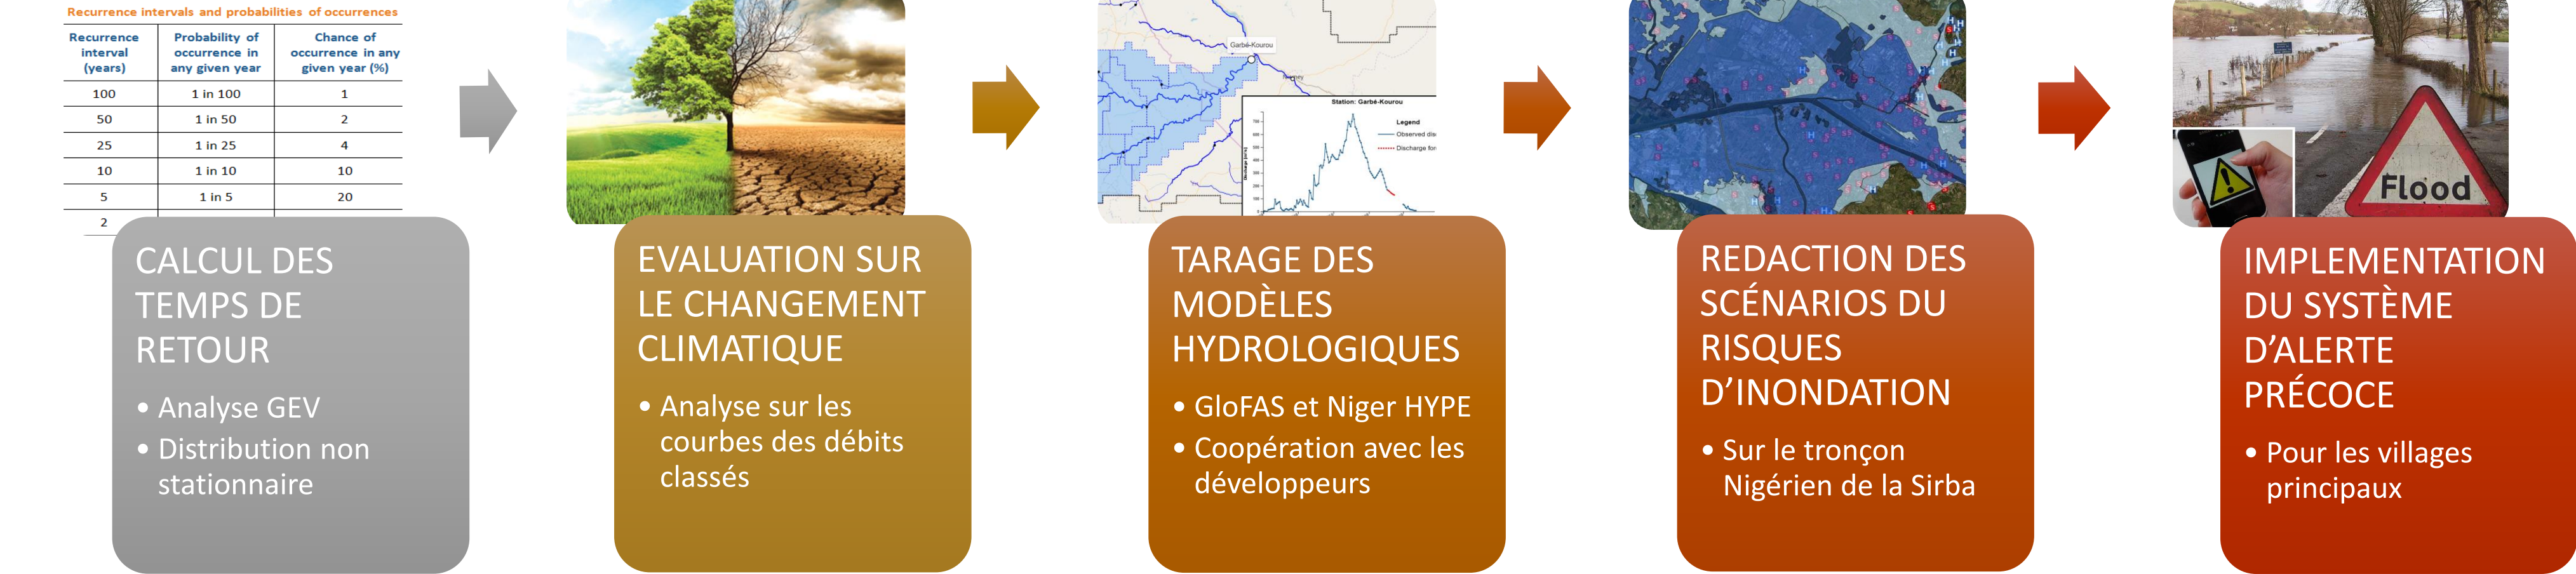 Recurrence intervals and probabilities of occurrences
Recurrence interval (years) Probability of occurrence in any given year Chance of occurrence in any given year (%)
100 1 in 100 1
50 1 in 50 2
25 1 in 25 4
10 1 in 10 10
5 1 in 5 20
2
CALCUL DES
TEMPS DE
RETOUR
• Analyse GEV
• Distribution non
stationnaire
EVALUATION SUR
LE CHANGEMENT
CLIMATIQUE
• Analyse sur les
courbes des débits
classés
Garbé-Kourou
Station: Garbé-Kourou
Legend
Observed dis
Discharge for
TARAGE DES
MODÈLES
HYDROLOGIQUES
• GloFAS et Niger HYPE
• Coopération avec les
développeurs
REDACTION DES
SCÉNARIOS DU
RISQUES
D’INONDATION
• Sur le tronçon
Nigérien de la Sirba
Flood
IMPLEMENTATION
DU SYSTÈME
D’ALERTE
PRÉCOCE
• Pour les villages
principaux